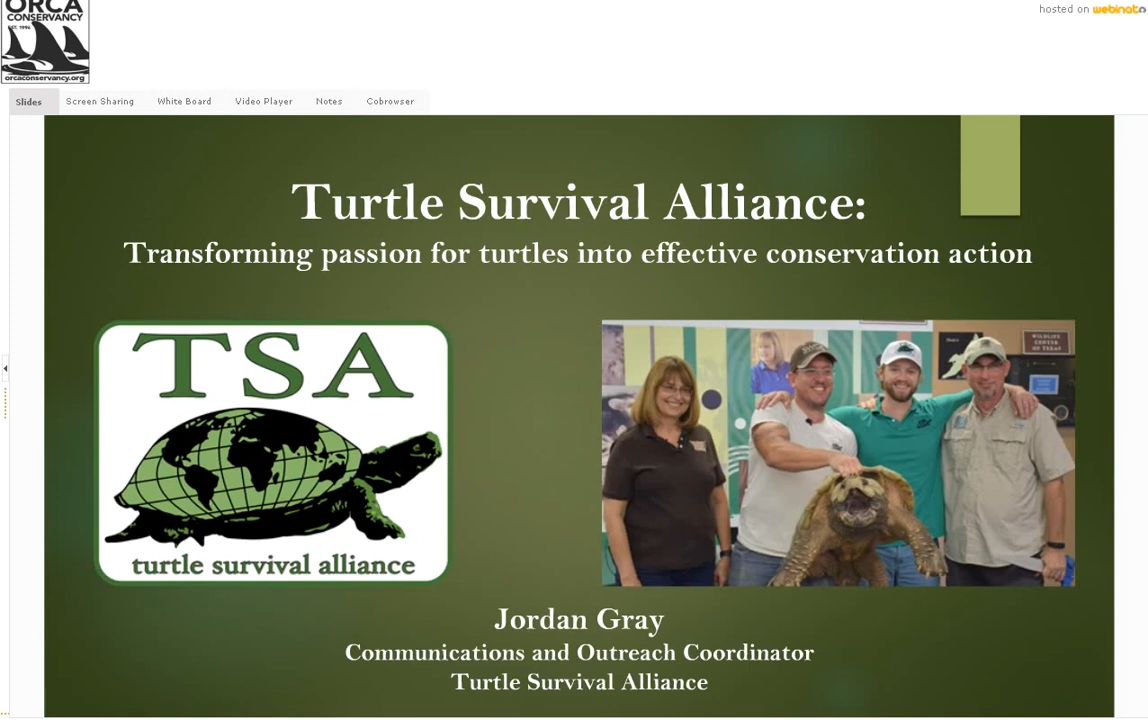 ORCA
CONSERVANCY
EST. 1996
orcaconservancy.org
hosted on webinato
Slides
Screen Sharing
White Board
Video Player
Notes
Cobrowser
Turtle Survival Alliance:
Transforming passion for turtles into effective conservation action
TSA
turtle survival alliance
WILDLIFE
CENTER
OF TEXAS
Jordan Gray
Communications and Outreach Coordinator
Turtle Survival Alliance